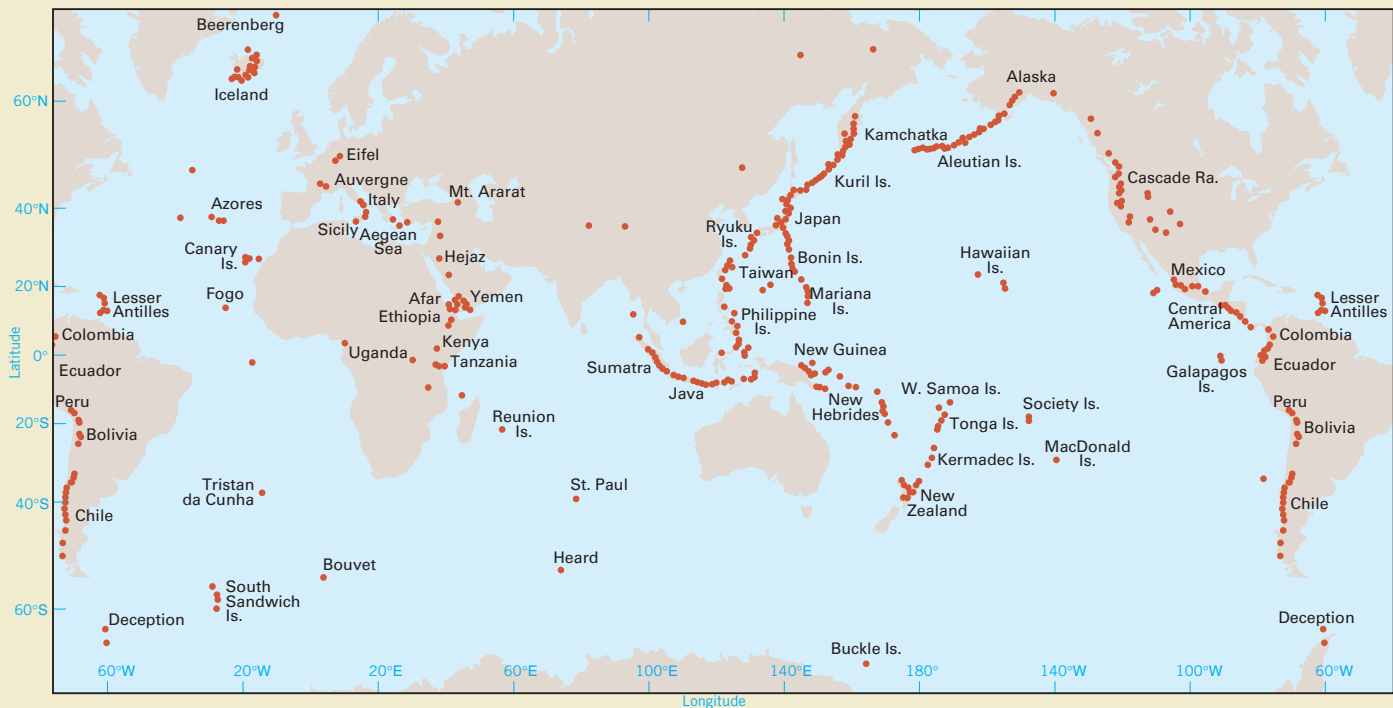 Beerenberg
Iceland
60°N
Alaska
Kamchatka
Aleutian Is.
Eifel
Auvergne
Mt. Ararat
Kuril Is.
Cascade Ra.
Italy
Azores
40°N
Sicily
Aegean
Sea
Ryuku
Is.
Japan
Canary
Is.
Hejaz
Bonin Is.
Hawaiian
Is.
Taiwan
Mexico
20°N
Lesser
Antilles
Fogo
Afar
Yemen
Ethiopia
Mariana
Is.
Philippine
Is.
Central
America
Lesser
Antilles
Colombia
Kenya
Colombia
Latitude
0°
Uganda
Tanzania
Sumatra
New Guinea
Ecuador
Galapagos
Is.
Ecuador
Java
W. Samoa Is.
Peru
New
Hebrides
Society Is.
Peru
20°S
Bolivia
Reunion
Is.
Tonga Is.
Bolivia
MacDonald
Is.
Kermadec Is.
Tristan
da Cunha
St. Paul
New
Zealand
40°S
Chile
Chile
Heard
Bouvet
South
Sandwich
Is.
60°S
Deception
Deception
Buckle Is.
60°W
20°W
20°E
60°E
100°E
140°E
180°
140°W
100°W
60°W
Longitude